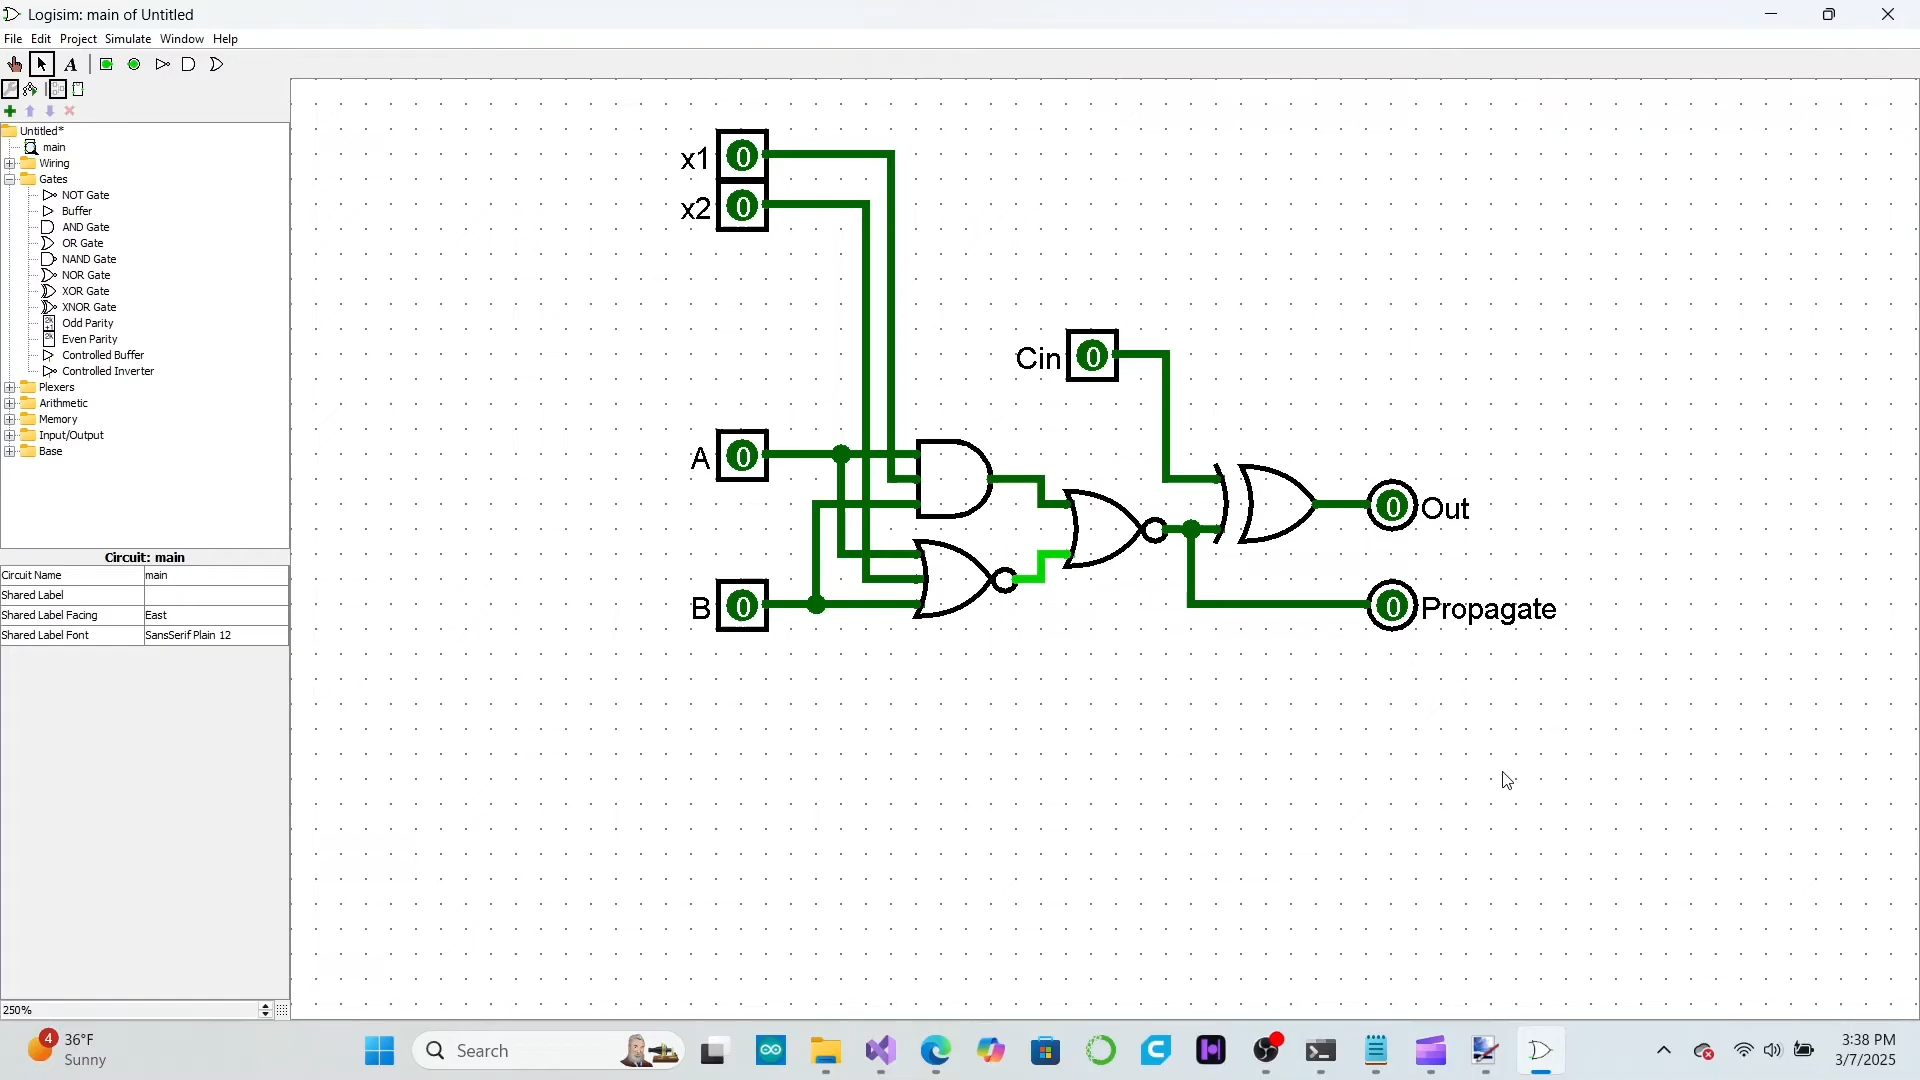 Logisim: main of Untitled
File Edit Project Simulate Window Help
A
Untitled*
main
Wiring
Gates
NOT Gate
Buffer
AND Gate
OR Gate
NAND Gate
NOR Gate
XOR Gate
XNOR Gate
Odd Parity
Even Parity
Controlled Buffer
Controlled Inverter
Plexers
Arithmetic
Memory
Input/Output
Base
Circuit: main
Circuit Name main
Shared Label
Shared Label Facing East
Shared Label Font SansSerif Plain 12
250%
x1 0
x2 0
Cin 0
A 0
0 Out
B 0
0 Propagate
4 36°F
Sunny
Search
3:38 PM
3/7/2025